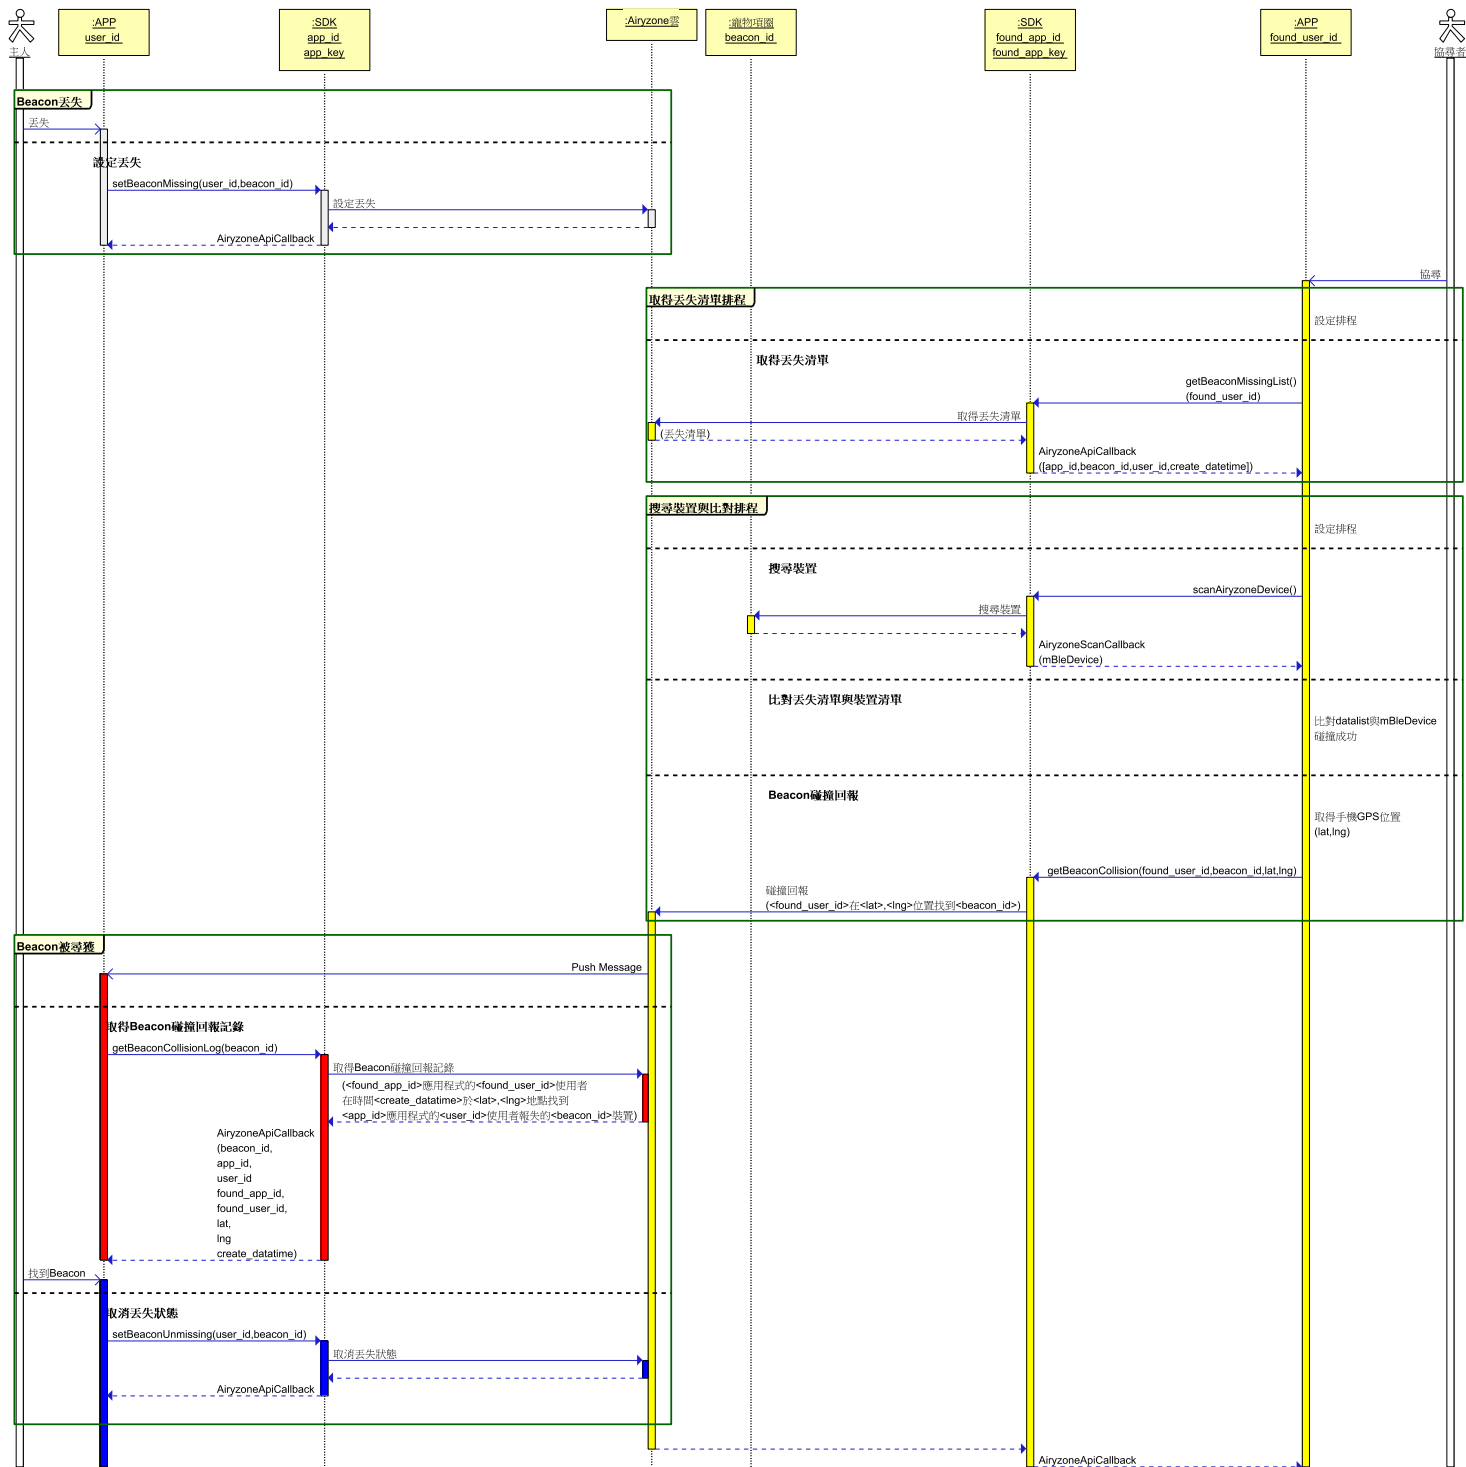 主人
:APP
user_id
:SDK
app_id
app_key
:Airyzone雲
:寵物項圈
beacon_id
:SDK
found_app_id
found_app_key
:APP
found_user_id
協尋者
Beacon丟失
丟失
設定丟失
setBeaconMissing(user_id,beacon_id)
設定丟失
AiryzoneApiCallback
協尋
取得丟失清單排程
設定排程
取得丟失清單
getBeaconMissingList()
(found_user_id)
取得丟失清單
(丟失清單)
AiryzoneApiCallback
([app_id,beacon_id,user_id,create_datetime])
搜尋裝置與比對排程
設定排程
搜尋裝置
scanAiryzoneDevice()
搜尋裝置
AiryzoneScanCallback
(mBleDevice)
比對丟失清單與裝置清單
比對datalist與mBleDevice
碰撞成功
Beacon碰撞回報
取得手機GPS位置
(lat,lng)
getBeaconCollision(found_user_id,beacon_id,lat,lng)
碰撞回報
(<found_user_id>在<lat>,<lng>位置找到<beacon_id>)
Beacon被尋獲
Push Message
取得Beacon碰撞回報記錄
getBeaconCollisionLog(beacon_id)
取得Beacon碰撞回報記錄
(<found_app_id>應用程式的<found_user_id>使用者
在時間<create_datatime>於<lat>,<lng>地點找到
<app_id>應用程式的<user_id>使用者報失的<beacon_id>裝置)
AiryzoneApiCallback
(beacon_id,
app_id,
user_id
found_app_id,
found_user_id,
lat,
lng
create_datatime)
找到Beacon
取消丟失狀態
setBeaconUnmissing(user_id,beacon_id)
取消丟失狀態
AiryzoneApiCallback
AiryzoneApiCallback